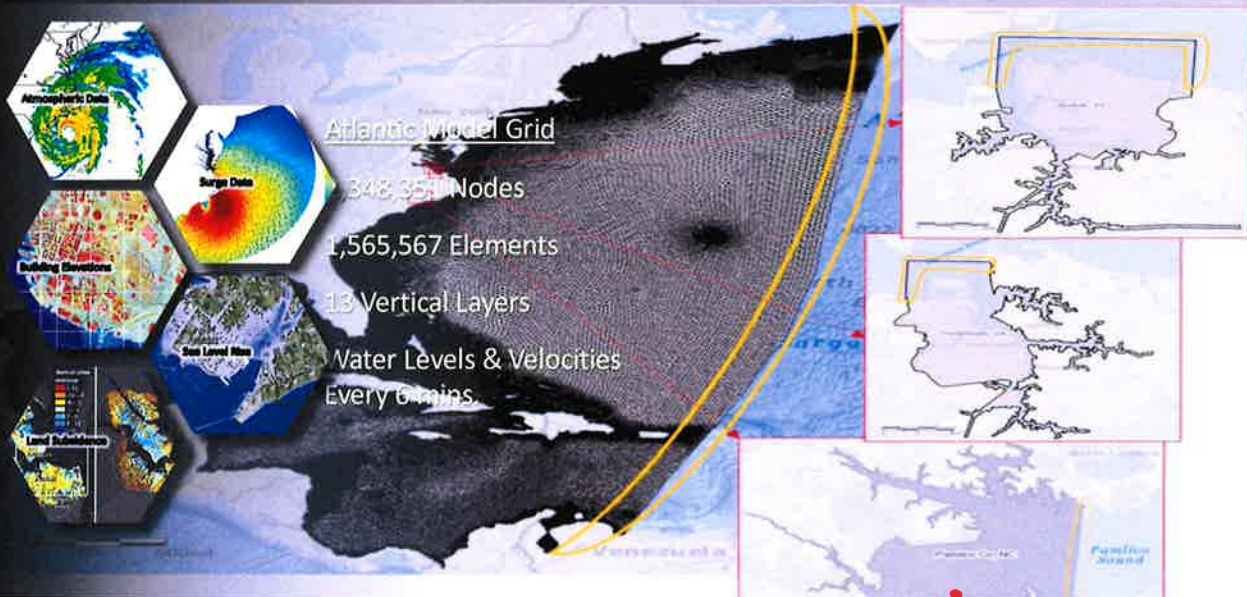 Atmospheric Data
Surge Data
Building Elevations
Sea Level Rise
Land Subsidence
Atlantic Model Grid
348,351 Nodes
1,565,567 Elements
13 Vertical Layers
Water Levels & Velocities
Every 6 mins.
Venezuela
Pamlico
Sound